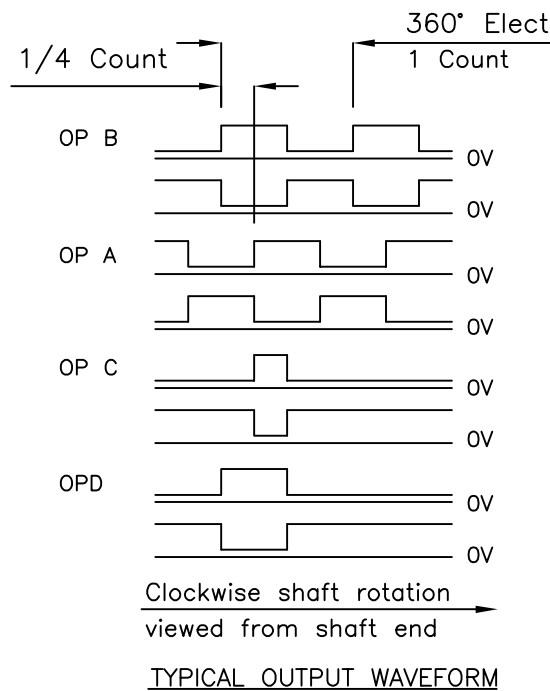 360° Elect
1/4 Count
1 Count
OP B
0V
0V
OP A
0V
0V
OP C
0V
0V
OPD
0V
0V
Clockwise shaft rotation
viewed from shaft end
TYPICAL OUTPUT WAVEFORM